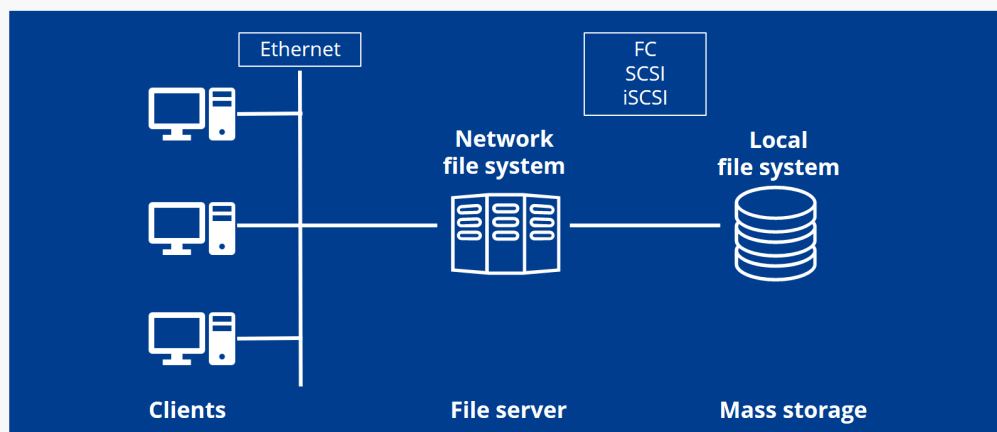 Ethernet
FC
SCSI
iSCSI
Network
file system
Local
file system
Clients
File server
Mass storage